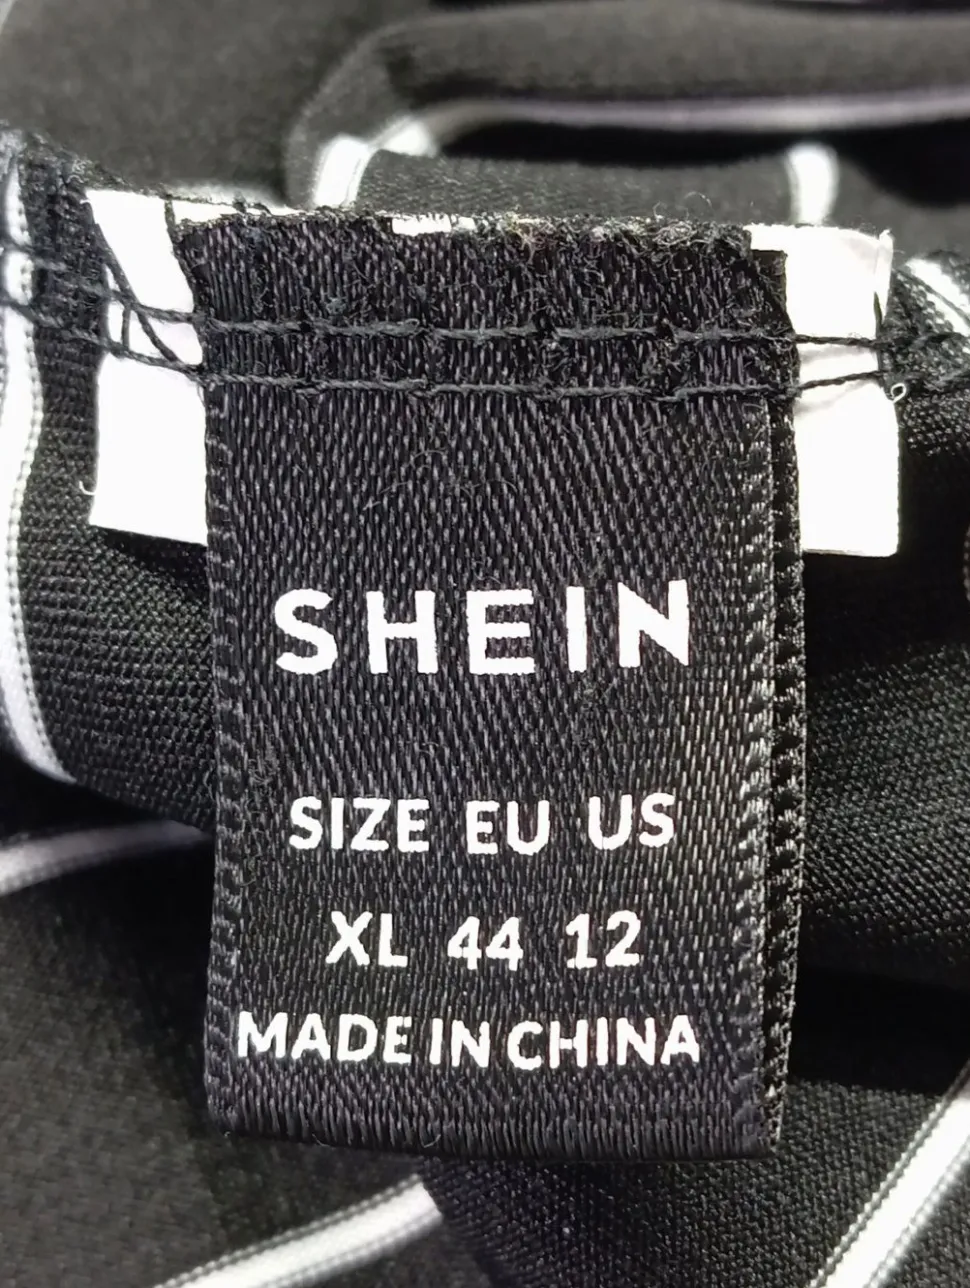 SHEIN
SIZE EU US
XL 44 12
MADE IN CHINA